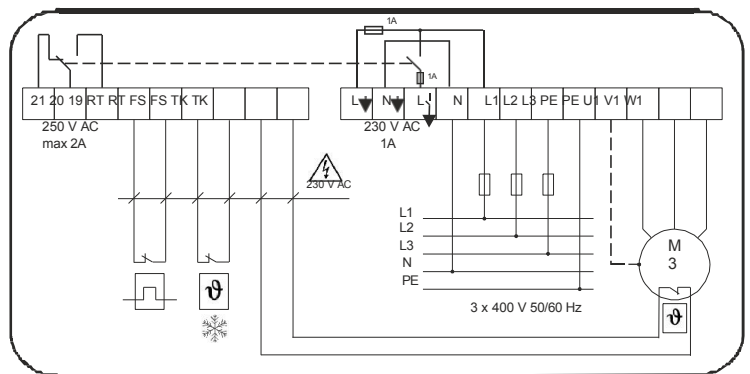 1A
1A
21 20 19 RT RT FS FS TK TK
L N L N L1 L2 L3 PE PE U1 V1 W1
250 V AC
max 2A
230 V AC
1A
230 V AC
L1
L2
L3
N
PE
M
3
3 x 400 V 50/60 Hz
ϑ
ϑ